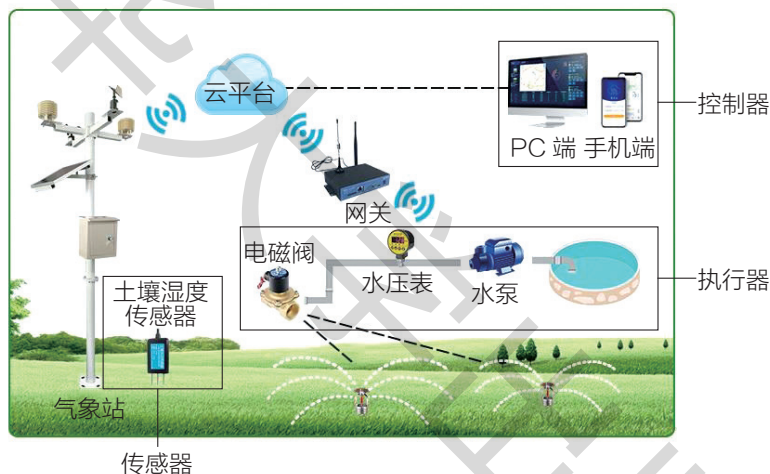 云平台
PC 端 手机端
控制器
网关
电磁阀
水压表
水泵
执行器
土壤湿度
传感器
气象站
传感器